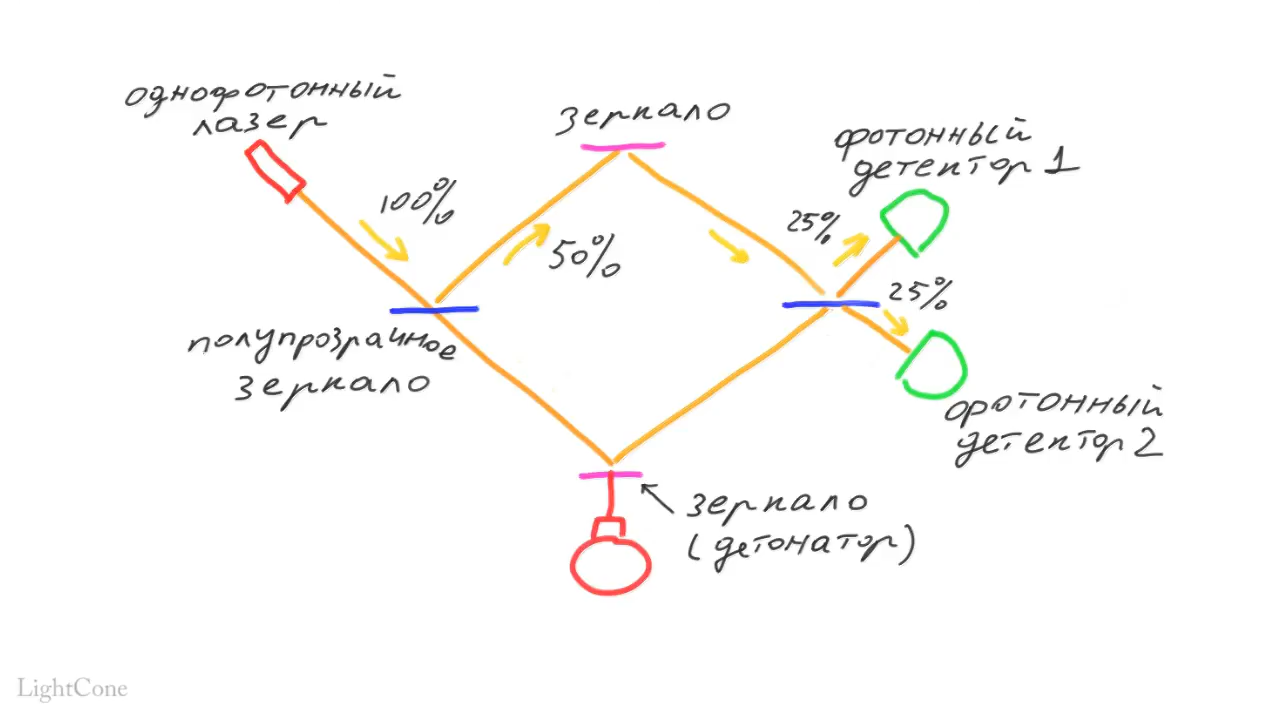 однофотонный
лазер
зеркало
фотонный
детектор 1
100%
50%
25%
25%
полупрозрачное
зеркало
фотонный
детектор 2
зеркало
(детонатор)
LightCone